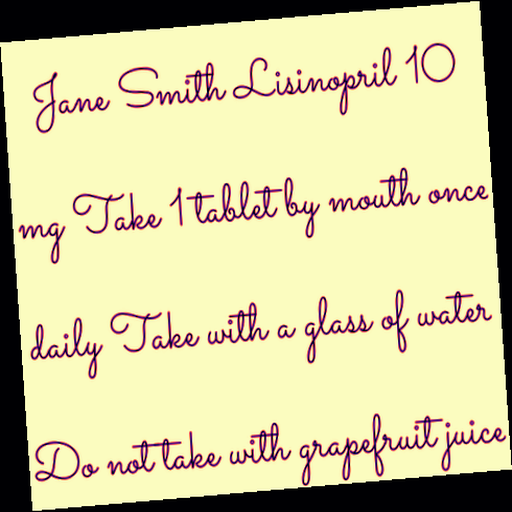 Jane Smith Lisinopril 10
mg Take 1 tablet by mouth once
daily Take with a glass of water
Do not take with grapefruit juice